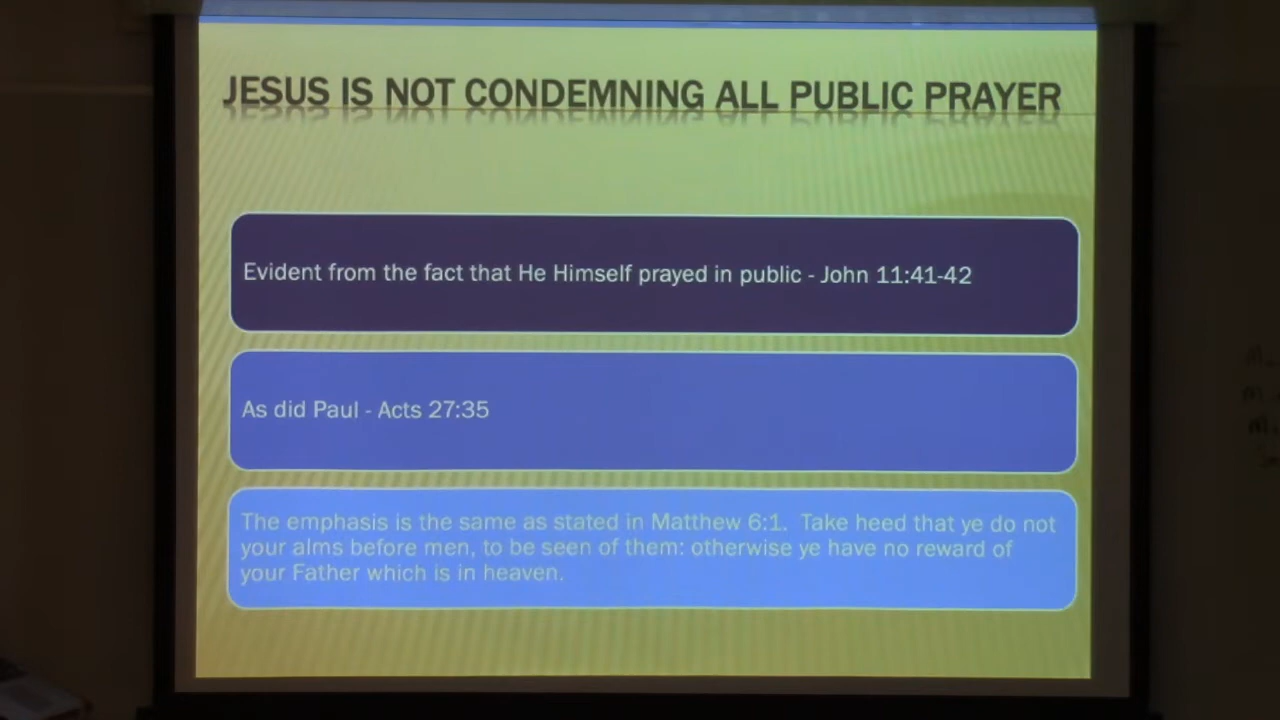 JESUS IS NOT CONDEMNING ALL PUBLIC PRAYER
Evident from the fact that He Himself prayed in public - John 11:41-42
As did Paul - Acts 27:35
The emphasis is the same as stated in Matthew 6:1.  Take heed that ye do not
your alms before men, to be seen of them: otherwise ye have no reward of
your Father which is in heaven.